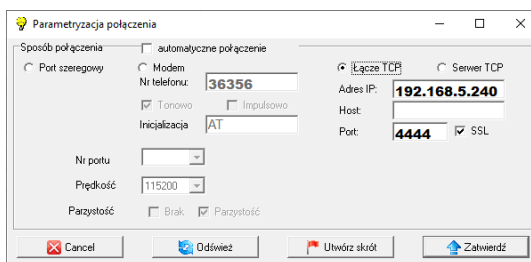 Parametryzacja połączenia
Sposób połączenia
automatyczne połączenie
Port szeregowy
Modem
Łącze TCP
Serwer TCP
Nr telefonu: 36356
Adres IP: 192.168.5.240
Tonowo Impulsowo
Host:
Inicjalizacja AT
Port: 4444 SSL
Nr portu
Prędkość 115200
Parzystość Brak Parzystość
Cancel
Odśwież
Utwórz skrót
Zatwierdź